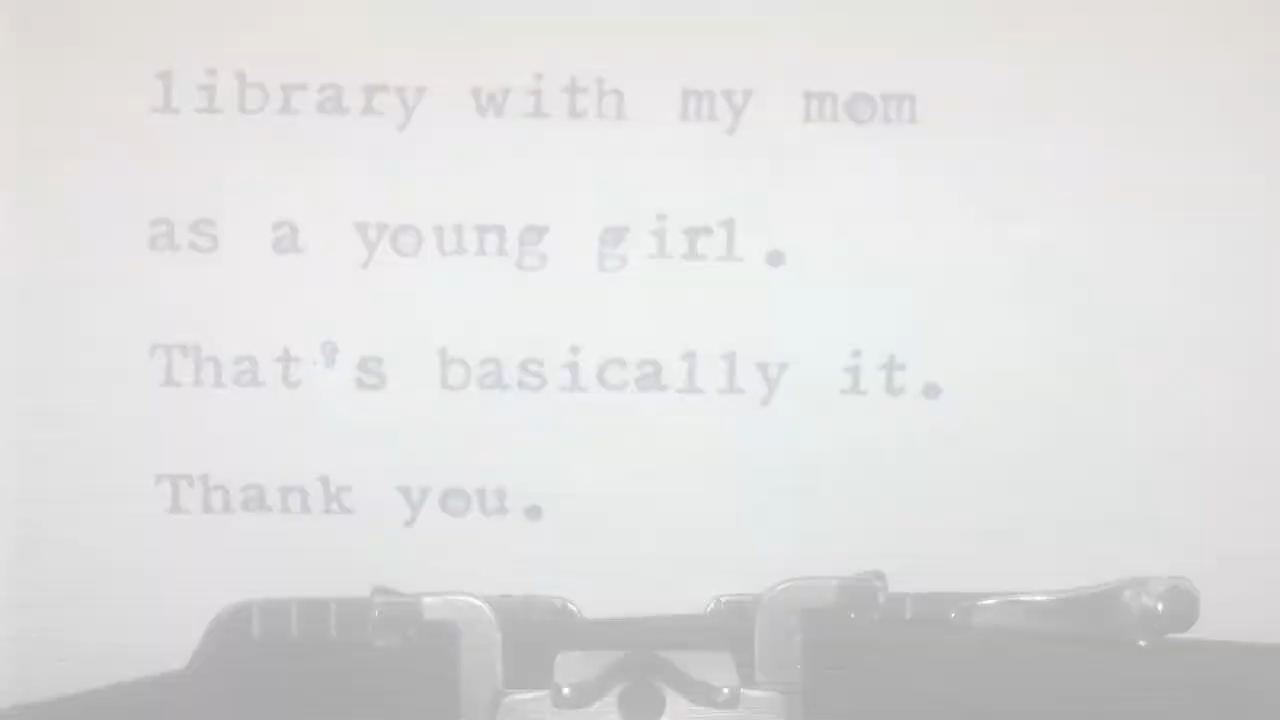 library with my mom
as a young girl.
That's basically it.
Thank you.